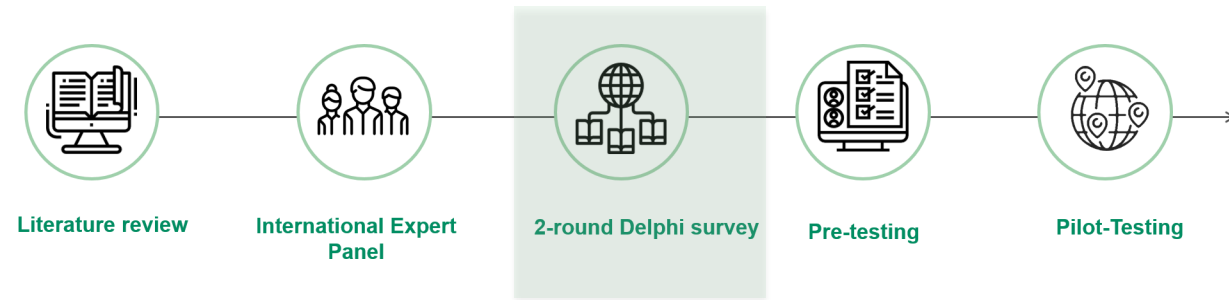 Literature review
International Expert
Panel
2-round Delphi survey
Pre-testing
Pilot-Testing